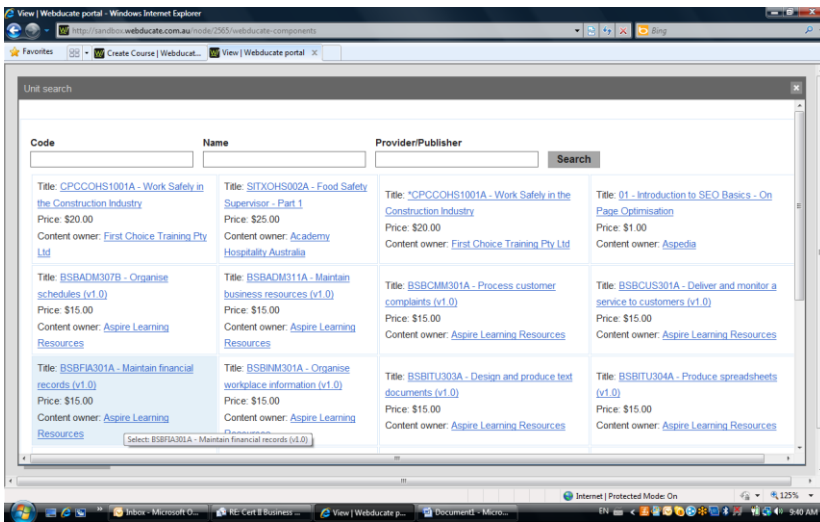 View | Webducate portal - Windows Internet Explorer
http://sandbox.webducate.com.au/node/2565/webducate-components
Bing
Favorites
Create Course | Webducat...
View | Webducate portal
Unit search
Code
Name
Provider/Publisher
Search
Title: CPCCOHS1001A - Work Safely in
the Construction Industry
Price: $20.00
Content owner: First Choice Training Pty
Ltd
Title: SITXOHS002A - Food Safety
Supervisor - Part 1
Price: $25.00
Content owner: Academy
Hospitality Australia
Title: *CPCCOHS1001A - Work Safely in the
Construction Industry
Price: $20.00
Content owner: First Choice Training Pty Ltd
Title: 01 - Introduction to SEO Basics - On
Page Optimisation
Price: $1.00
Content owner: Aspedia
Title: BSBADM307B - Organise
schedules (v1.0)
Price: $15.00
Content owner: Aspire Learning
Resources
Title: BSBADM311A - Maintain
business resources (v1.0)
Price: $15.00
Content owner: Aspire Learning
Resources
Title: BSBCMM301A - Process customer
complaints (v1.0)
Price: $15.00
Content owner: Aspire Learning Resources
Title: BSBCUS301A - Deliver and monitor a
service to customers (v1.0)
Price: $15.00
Content owner: Aspire Learning Resources
Title: BSBFIA301A - Maintain financial
records (v1.0)
Price: $15.00
Content owner: Aspire Learning
Resources
Title: BSBINM301A - Organise
workplace information (v1.0)
Price: $15.00
Content owner: Aspire Learning
Title: BSBITU303A - Design and produce text
documents (v1.0)
Price: $15.00
Content owner: Aspire Learning Resources
Title: BSBITU304A - Produce spreadsheets
(v1.0)
Price: $15.00
Content owner: Aspire Learning Resources
Select: BSBFIA301A - Maintain financial records (v1.0)
Internet | Protected Mode: On
125%
Inbox - Microsoft O...
RE: Cert II Business ...
View | Webducate p...
Document1 - Micro...
EN
9:40 AM